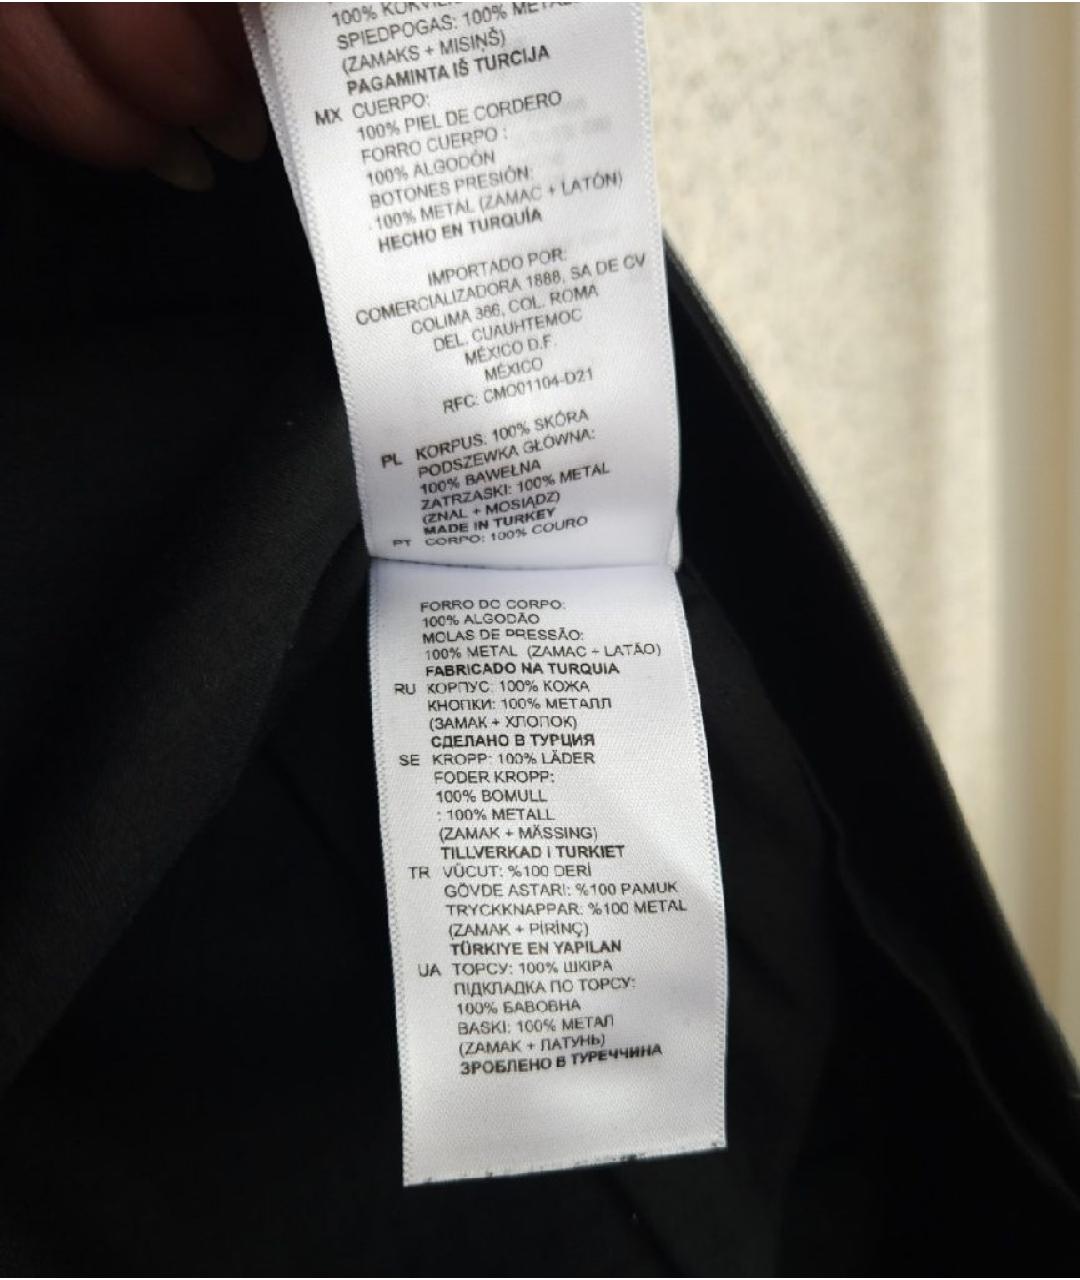 100%
SPIEDPOGAS: 100%
(ZAMAKS + MISIŅŠ)
PAGAMINTA IŠ TURCIJA
MX CUERPO:
100% PIEL DE CORDERO
FORRO CUERPO :
100% ALGODÓN
BOTONES PRESIÓN:
100% METAL (ZAMAC + LATÓN)
HECHO EN TURQUÍA
IMPORTADO POR:
COMERCIALIZADORA 1888, SA DE CV
COLIMA 386, COL. ROMA
DEL. CUAUHTEMOC
MÉXICO D.F.
MÉXICO
RFC: CMO01104-D21
PL KORPUS: 100% SKÓRA
PODSZEWKA GŁÓWNA:
100% BAWEŁNA
ZATRZASKI: 100% METAL
(ZNAL + MOSIĄDZ)
MADE IN TURKEY
PT CORPO: 100% COURO
FORRO DO CORPO:
100% ALGODÃO
MOLAS DE PRESSÃO:
100% METAL (ZAMAC + LATÃO)
FABRICADO NA TURQUIA
RU КОРПУС: 100% КОЖА
КНОПКИ: 100% МЕТАЛЛ
(ЗАМАК + ХЛОПОК)
СДЕЛАНО В ТУРЦИЯ
SE KROPP: 100% LÄDER
FODER KROPP:
100% BOMULL
: 100% METALL
(ZAMAK + MÄSSING)
TILLVERKAD I TURKIET
TR VÜCUT: %100 DERİ
GÖVDE ASTARI: %100 PAMUK
TRYCKKNAPPAR: %100 METAL
(ZAMAK + PİRİNÇ)
TÜRKIYE EN YAPILAN
UA ТОРСУ: 100% ШКІРА
ПІДКЛАДКА ПО ТОРСУ:
100% БАВОВНА
BASKI: 100% МЕТАЛ
(ZAMAK + ЛАТУНЬ)
ЗРОБЛЕНО В ТУРЕЧЧИНА